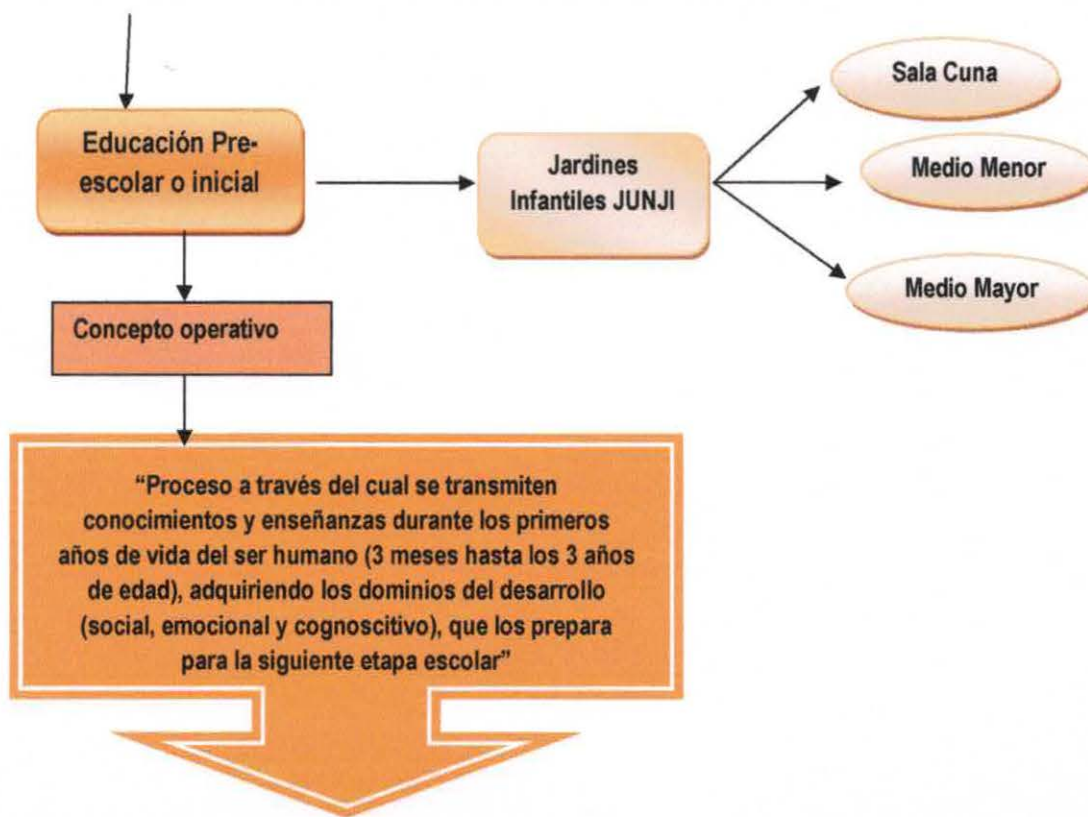 Educación Pre-
escolar o inicial
Jardines
Infantiles JUNJI
Sala Cuna
Medio Menor
Medio Mayor
Concepto operativo
“Proceso a través del cual se transmiten
conocimientos y enseñanzas durante los primeros
años de vida del ser humano (3 meses hasta los 3 años
de edad), adquiriendo los dominios del desarrollo
(social, emocional y cognoscitivo), que los prepara
para la siguiente etapa escolar”